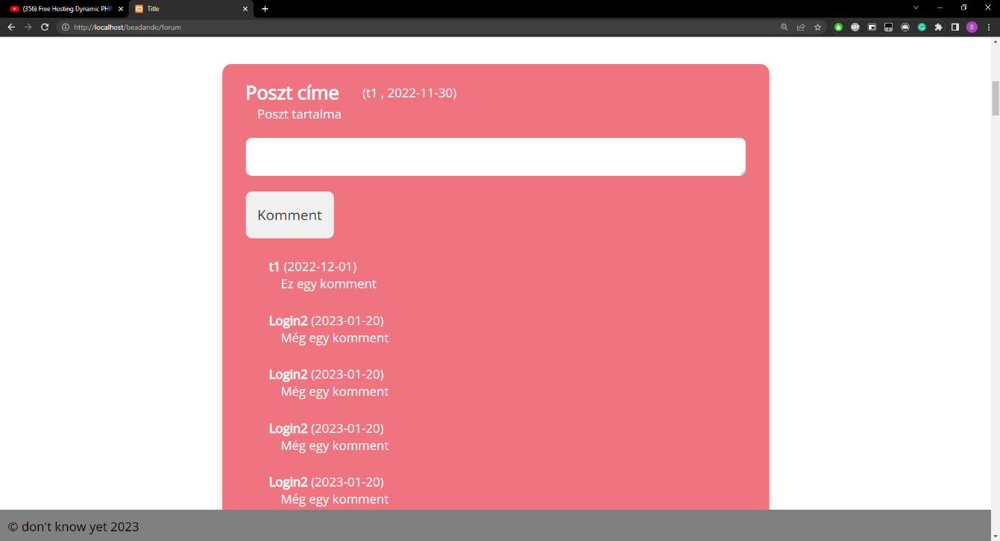 (356) Free Hosting Dynamic PHP
Title
http://localhost/beadando/forum
S
Poszt címe (t1 , 2022-11-30)
Poszt tartalma
Komment
t1 (2022-12-01)
Ez egy komment
Login2 (2023-01-20)
Még egy komment
Login2 (2023-01-20)
Még egy komment
Login2 (2023-01-20)
Még egy komment
Login2 (2023-01-20)
Még egy komment
© don't know yet 2023